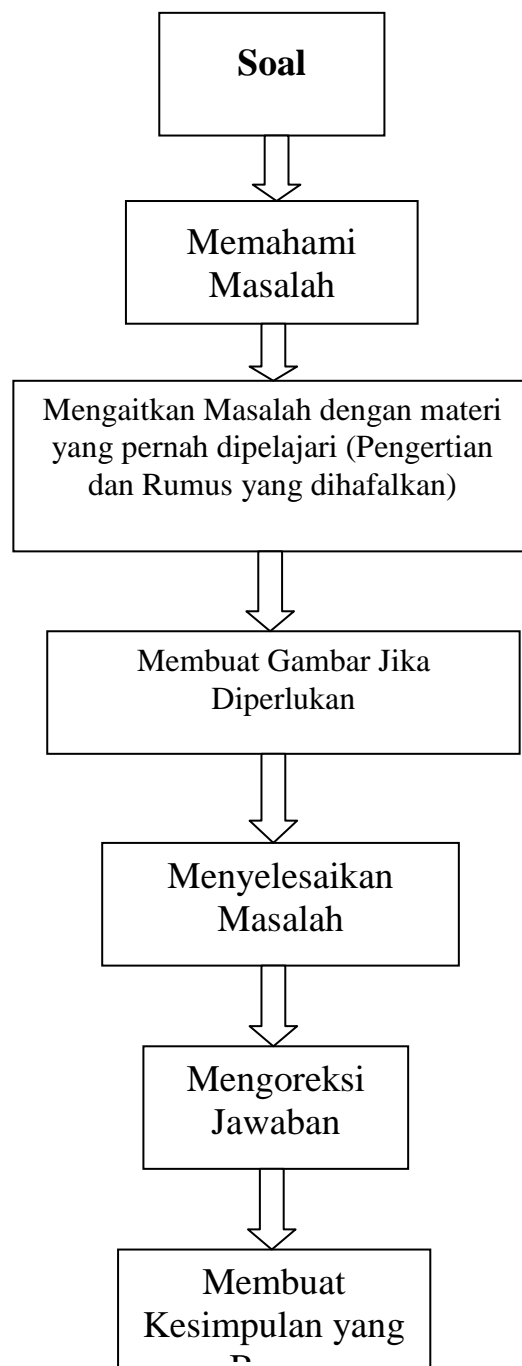 Soal
Memahami
Masalah
Mengaitkan Masalah dengan materi
yang pernah dipelajari (Pengertian
dan Rumus yang dihafalkan)
Membuat Gambar Jika
Diperlukan
Menyelesaikan
Masalah
Mengoreksi
Jawaban
Membuat
Kesimpulan yang